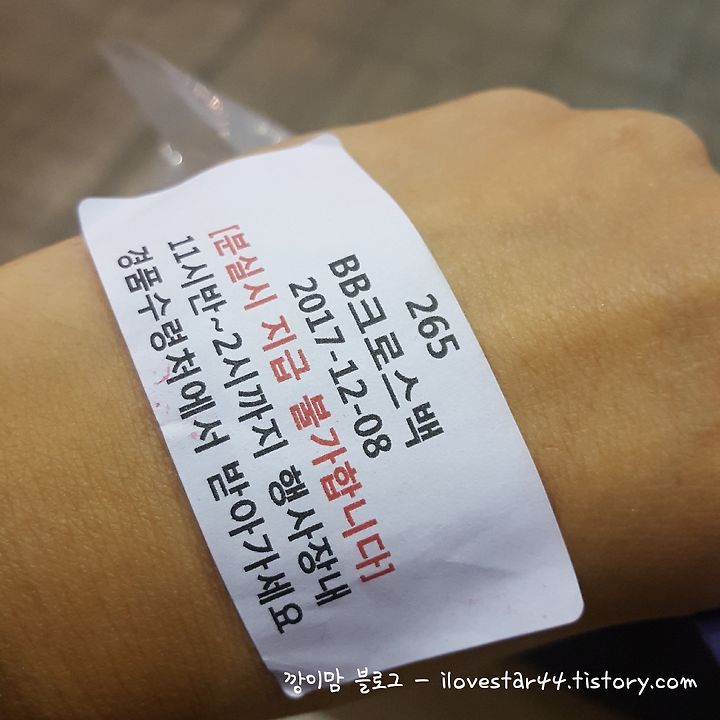 265
BB크로스백
2017-12-08
[분실시 지급 불가합니다]
11시반~2시까지 행사장내
경품수령처에서 받아가세요
깡이맘 블로그 - ilovestar44.tistory.com